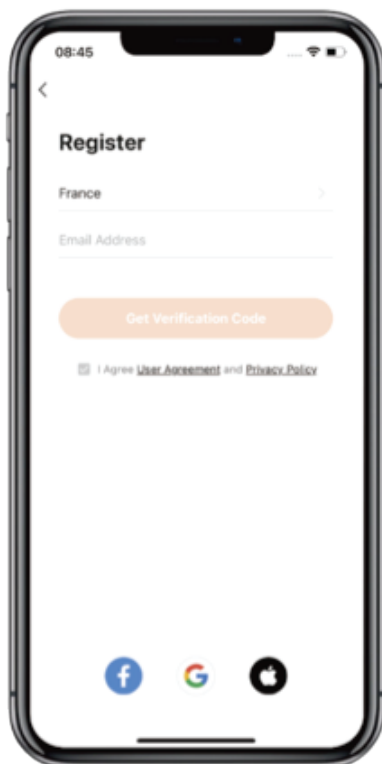 08:45
Register
France
Email Address
Get Verification Code
I Agree User Agreement and Privacy Policy